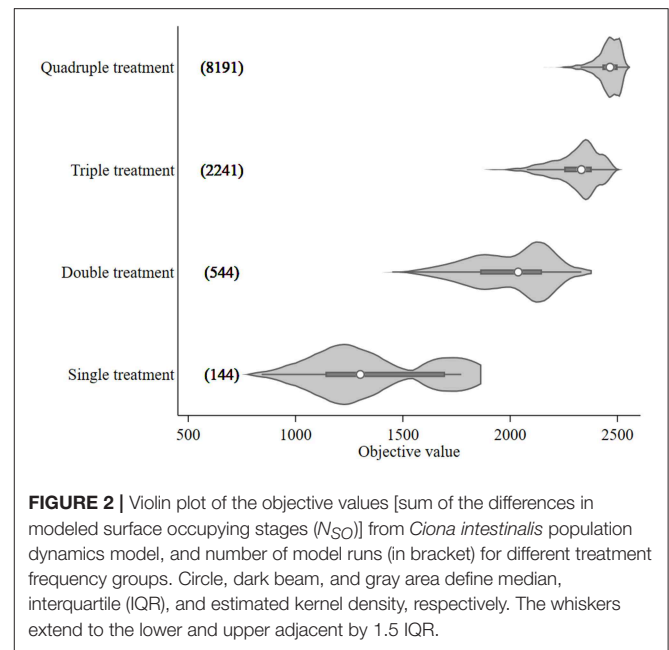 Quadruple treatment (8191)
Triple treatment (2241)
Double treatment (544)
Single treatment (144)
500 1000 1500 2000 2500
Objective value
FIGURE 2 | Violin plot of the objective values [sum of the differences in
modeled surface occupying stages (NSO)] from Ciona intestinalis population
dynamics model, and number of model runs (in bracket) for different treatment
frequency groups. Circle, dark beam, and gray area define median,
interquartile (IQR), and estimated kernel density, respectively. The whiskers
extend to the lower and upper adjacent by 1.5 IQR.